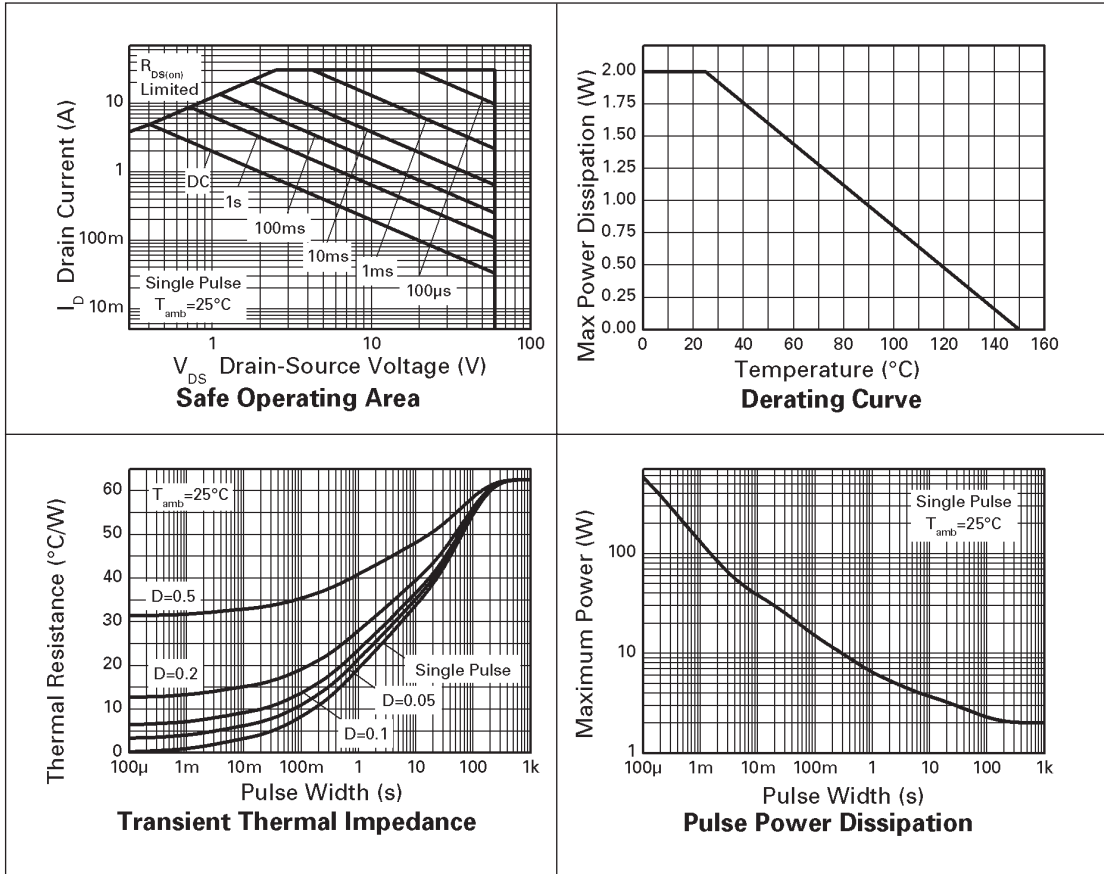 R_DS(on)
Limited
10
1
100m
10m
I_D Drain Current (A)
DC
1s
100ms
10ms
1ms
100µs
Single Pulse
T_amb=25°C
1 10 100
V_DS Drain-Source Voltage (V)
Safe Operating Area
2.00
1.75
1.50
1.25
1.00
0.75
0.50
0.25
0.00
Max Power Dissipation (W)
0 20 40 60 80 100 120 140 160
Temperature (°C)
Derating Curve
60
50
40
30
20
10
0
Thermal Resistance (°C/W)
T_amb=25°C
D=0.5
D=0.2
Single Pulse
D=0.05
D=0.1
100µ 1m 10m 100m 1 10 100 1k
Pulse Width (s)
Transient Thermal Impedance
100
10
1
Maximum Power (W)
Single Pulse
T_amb=25°C
100µ 1m 10m 100m 1 10 100 1k
Pulse Width (s)
Pulse Power Dissipation